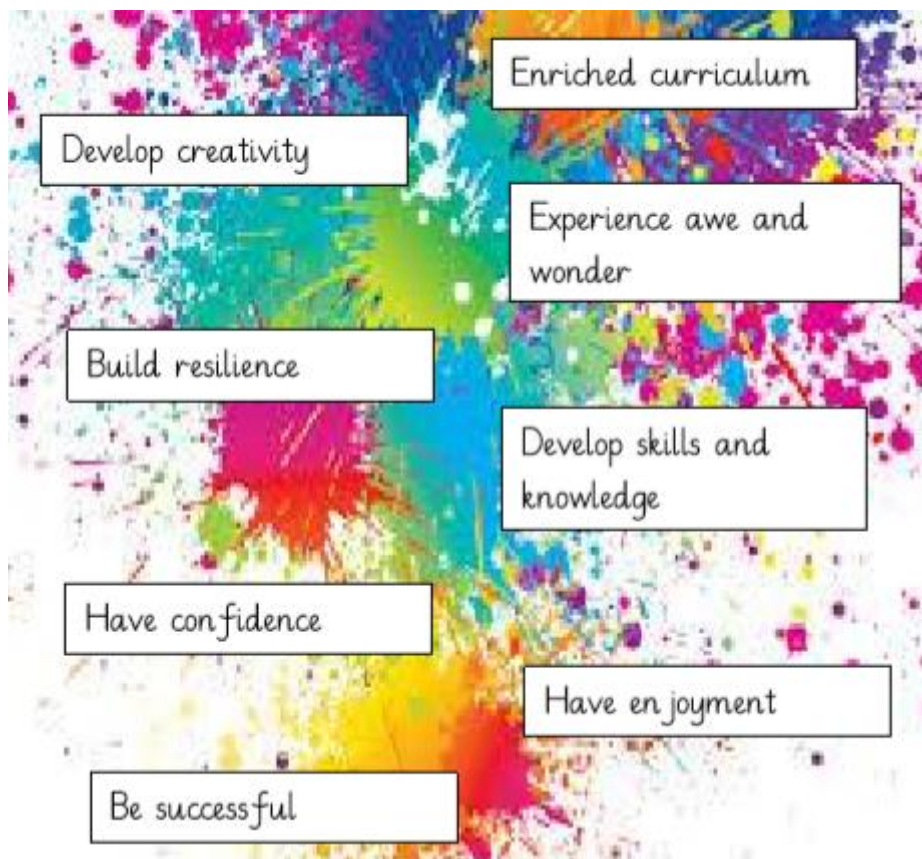 Enriched curriculum
Develop creativity
Experience awe and
wonder
Build resilience
Develop skills and
knowledge
Have confidence
Have enjoyment
Be successful